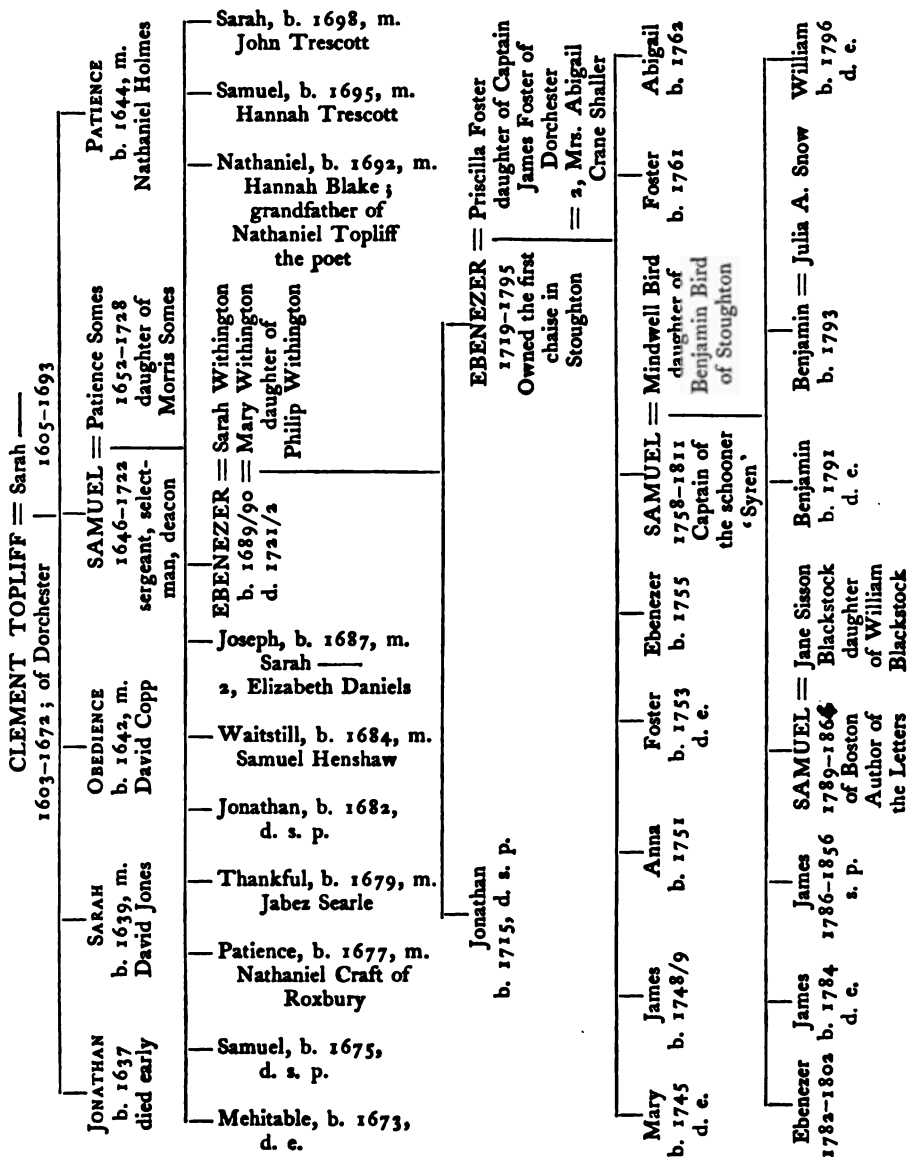 CLEMENT TOPLIFF = Sarah ——
1603-1672; of Dorchester 1605-1693
JONATHAN
b. 1637
died early
SARAH
b. 1639, m.
David Jones
OBEDIENCE
b. 1642, m.
David Copp
SAMUEL = Patience Somes
1646-1722 1652-1728
sergeant, select- daughter of
man, deacon Morris Somes
PATIENCE
b. 1644, m.
Nathaniel Holmes
Sarah, b. 1698, m.
John Trescott
Samuel, b. 1695, m.
Hannah Trescott
Nathaniel, b. 1692, m.
Hannah Blake;
grandfather of
Nathaniel Topliff
the poet
EBENEZER = Sarah Withington
b. 1689/90 = Mary Withington
d. 1721/2 daughter of
Philip Withington
Joseph, b. 1687, m.
Sarah ——
2, Elizabeth Daniels
Waitstill, b. 1684, m.
Samuel Henshaw
Jonathan, b. 1682,
d. s. p.
Thankful, b. 1679, m.
Jabez Searle
Patience, b. 1677, m.
Nathaniel Craft of
Roxbury
Samuel, b. 1675,
d. s. p.
Mehitable, b. 1673,
d. e.
Jonathan
b. 1715, d. s. p.
EBENEZER = Priscilla Foster
1719-1795 daughter of Captain
Owned the first James Foster of
chaise in Dorchester
Stoughton = 2, Mrs. Abigail
Crane Shaller
Mary
b. 1745
d. e.
James
b. 1748/9
Anna
b. 1751
Foster
b. 1753
d. e.
Ebenezer
b. 1755
SAMUEL = Mindwell Bird
1758-1811 daughter of
Captain of Benjamin Bird
the schooner of Stoughton
‘Syren’
Foster
b. 1761
Abigail
b. 1762
Ebenezer
1782-1802
James
b. 1784
d. e.
James
1786-1856
s. p.
SAMUEL = Jane Sisson
1789-1864 Blackstock
of Boston daughter
Author of of William
the Letters Blackstock
Benjamin
b. 1791
d. e.
Benjamin = Julia A. Snow
b. 1793
William
b. 1796
d. e.